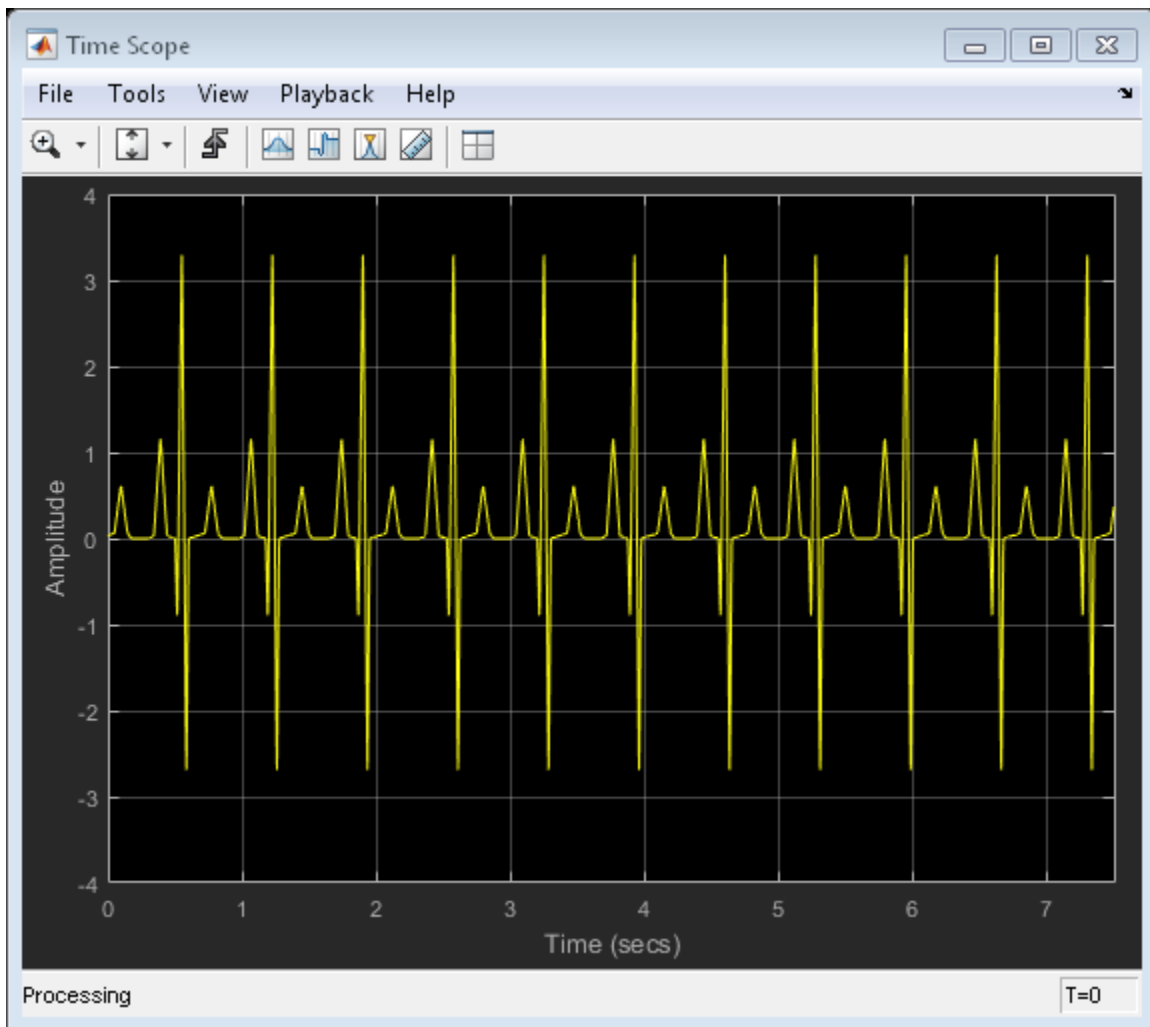 Time Scope
File Tools View Playback Help
4
3
2
1
0
-1
-2
-3
-4
Amplitude
0 1 2 3 4 5 6 7
Time (secs)
Processing T=0